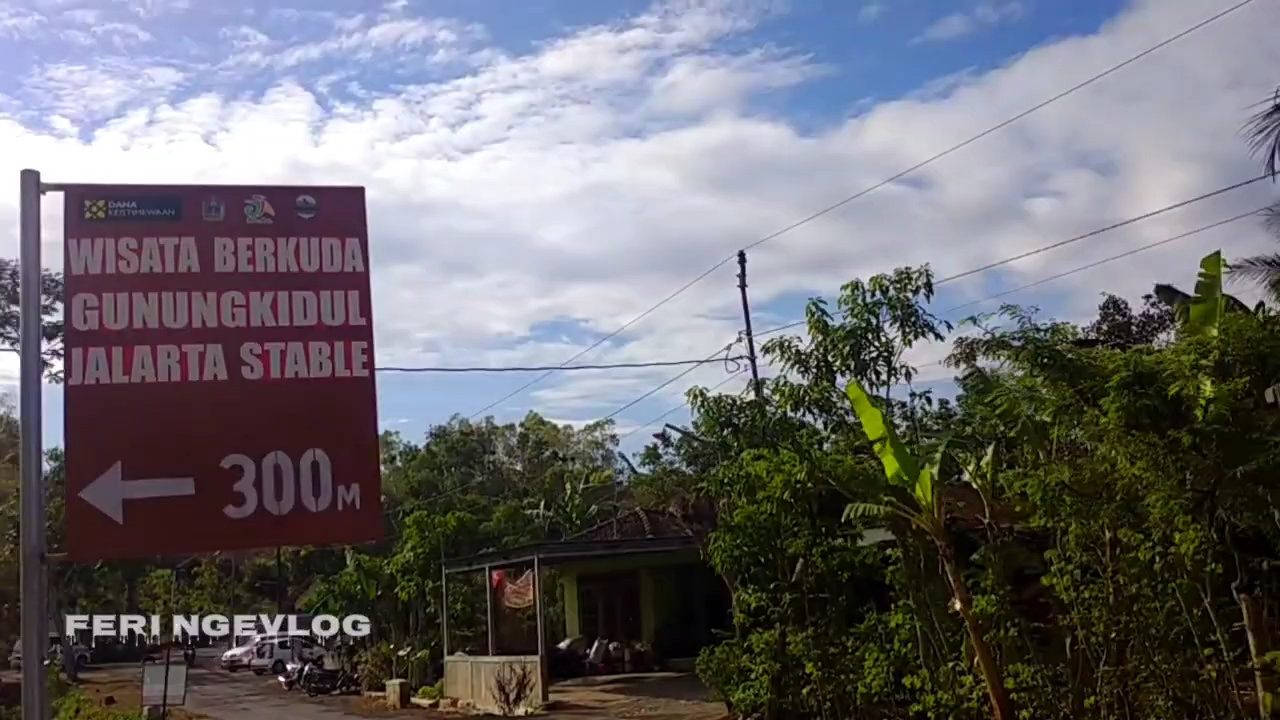 DANA
KEISTIMEWAAN
WISATA BERKUDA
GUNUNGKIDUL
JALARTA STABLE
300M
FERI NGEVLOG